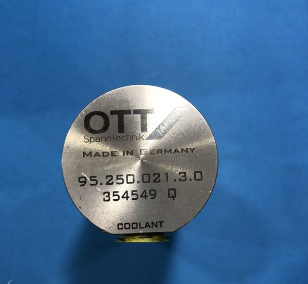 OTT
Spanntechnik
MADE IN GERMANY
95.250.021.3.0
354549 Q
COOLANT